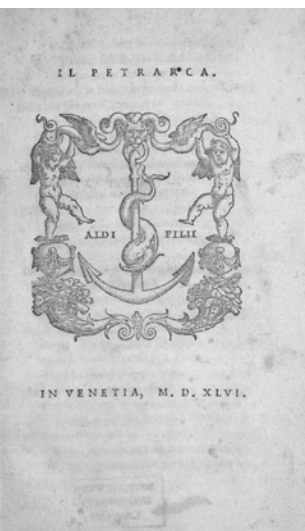 IL PETRARCA.
ALDI FILII
IN VENETIA, M. D. XLVI.